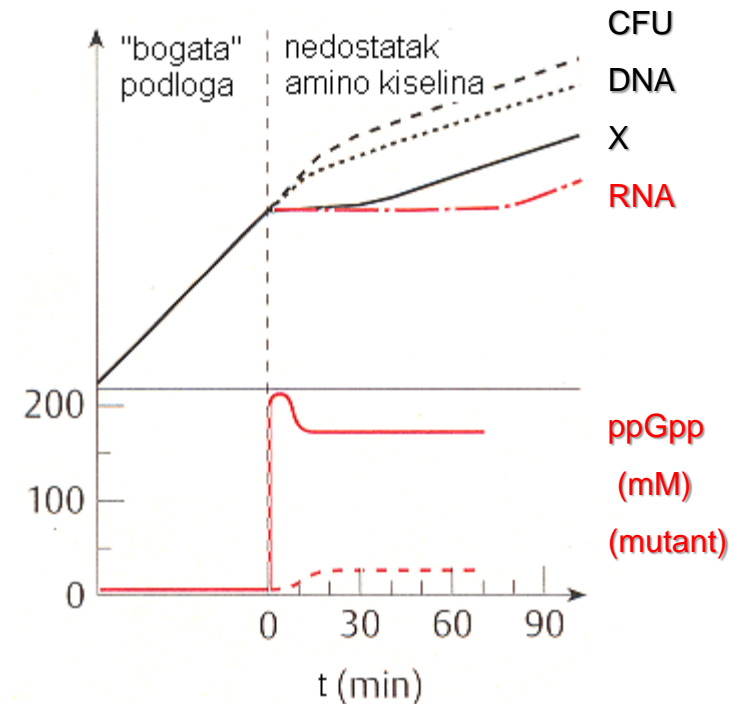 "bogata"
podloga
nedostatak
amino kiselina
CFU
DNA
X
RNA
200
100
0
ppGpp
(mM)
(mutant)
0 30 60 90
t (min)